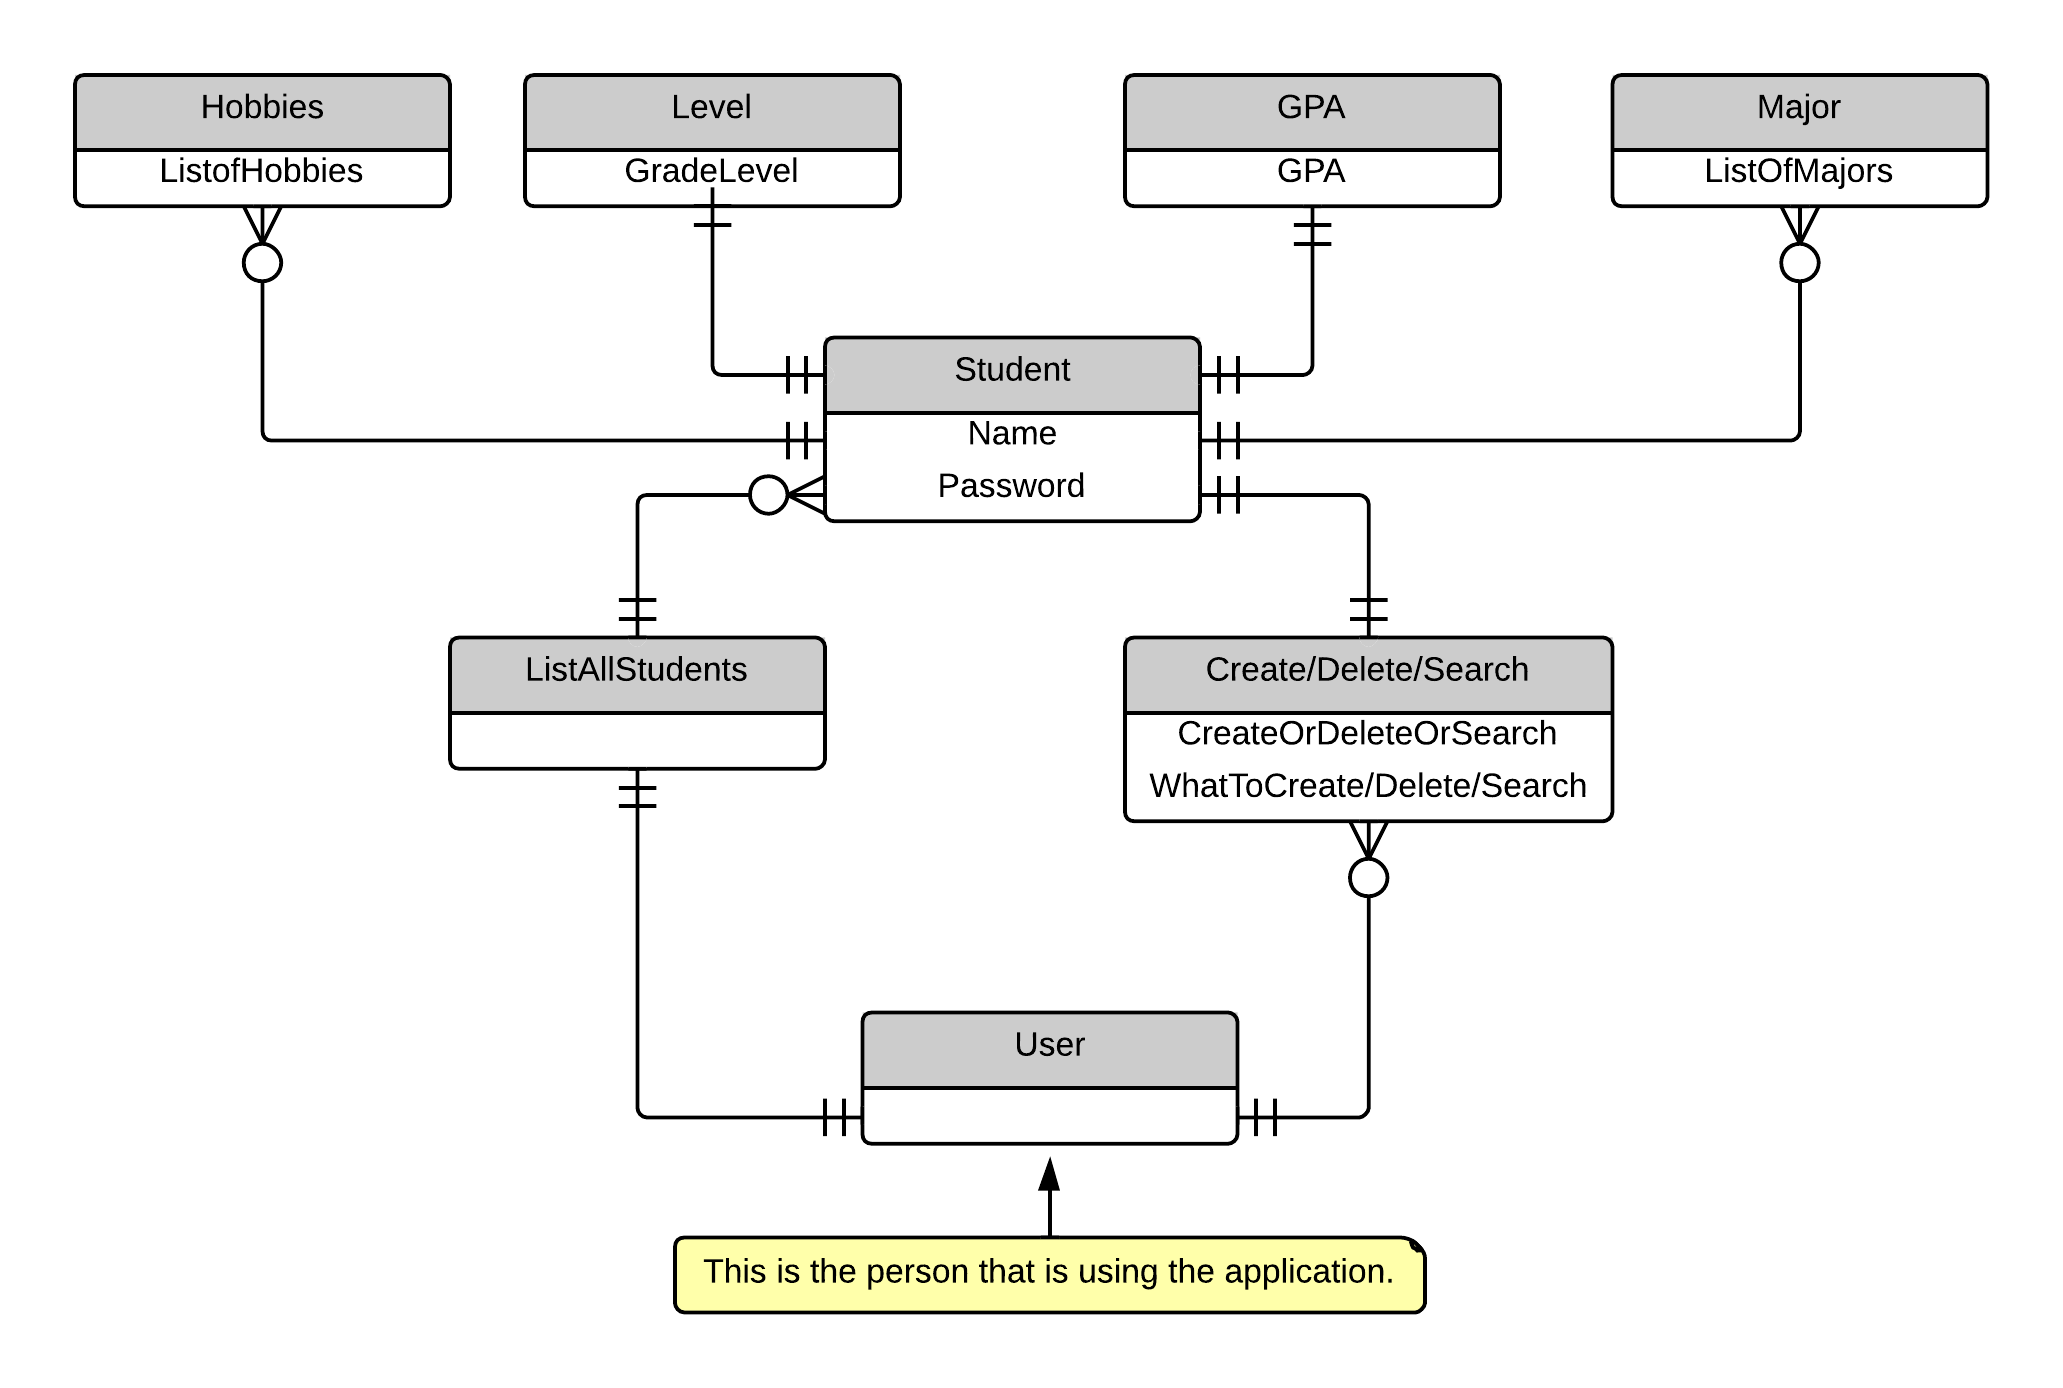 Hobbies
ListofHobbies
Level
GradeLevel
GPA
GPA
Major
ListOfMajors
Student
Name
Password
ListAllStudents
Create/Delete/Search
CreateOrDeleteOrSearch
WhatToCreate/Delete/Search
User
This is the person that is using the application.